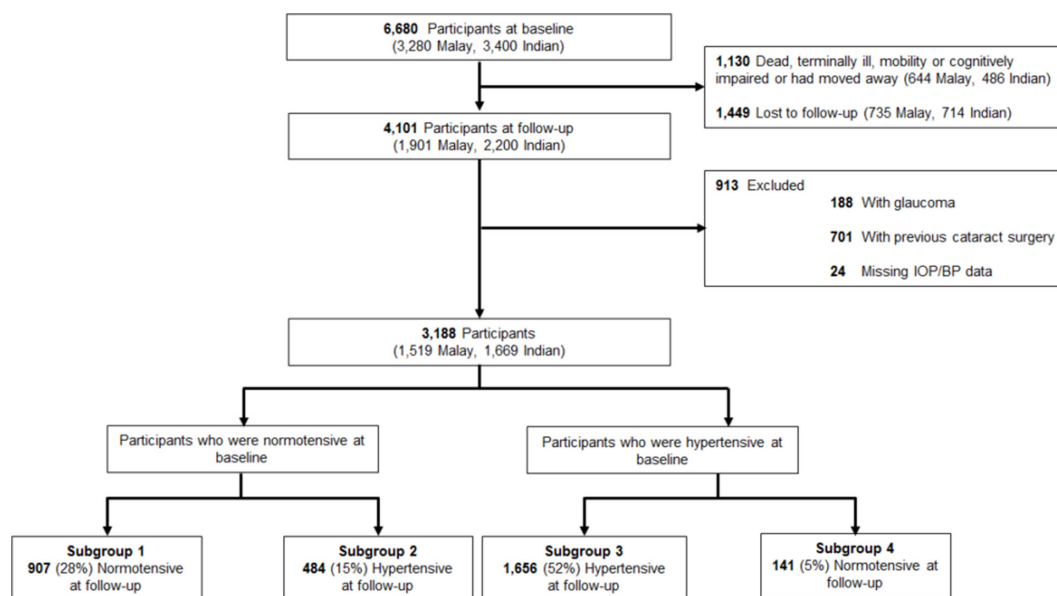 6,680 Participants at baseline
(3,280 Malay, 3,400 Indian)
1,130 Dead, terminally ill, mobility or cognitively
impaired or had moved away (644 Malay, 486 Indian)
1,449 Lost to follow-up (735 Malay, 714 Indian)
4,101 Participants at follow-up
(1,901 Malay, 2,200 Indian)
913 Excluded
188 With glaucoma
701 With previous cataract surgery
24 Missing IOP/BP data
3,188 Participants
(1,519 Malay, 1,669 Indian)
Participants who were normotensive at
baseline
Participants who were hypertensive at
baseline
Subgroup 1
907 (28%) Normotensive
at follow-up
Subgroup 2
484 (15%) Hypertensive
at follow-up
Subgroup 3
1,656 (52%) Hypertensive
at follow-up
Subgroup 4
141 (5%) Normotensive at
follow-up